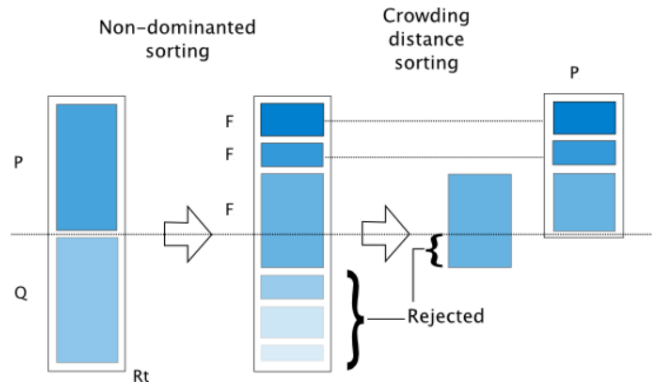 Non-dominanted
sorting
Crowding
distance
sorting
P
F
F
P
F
Q
Rejected
Rt